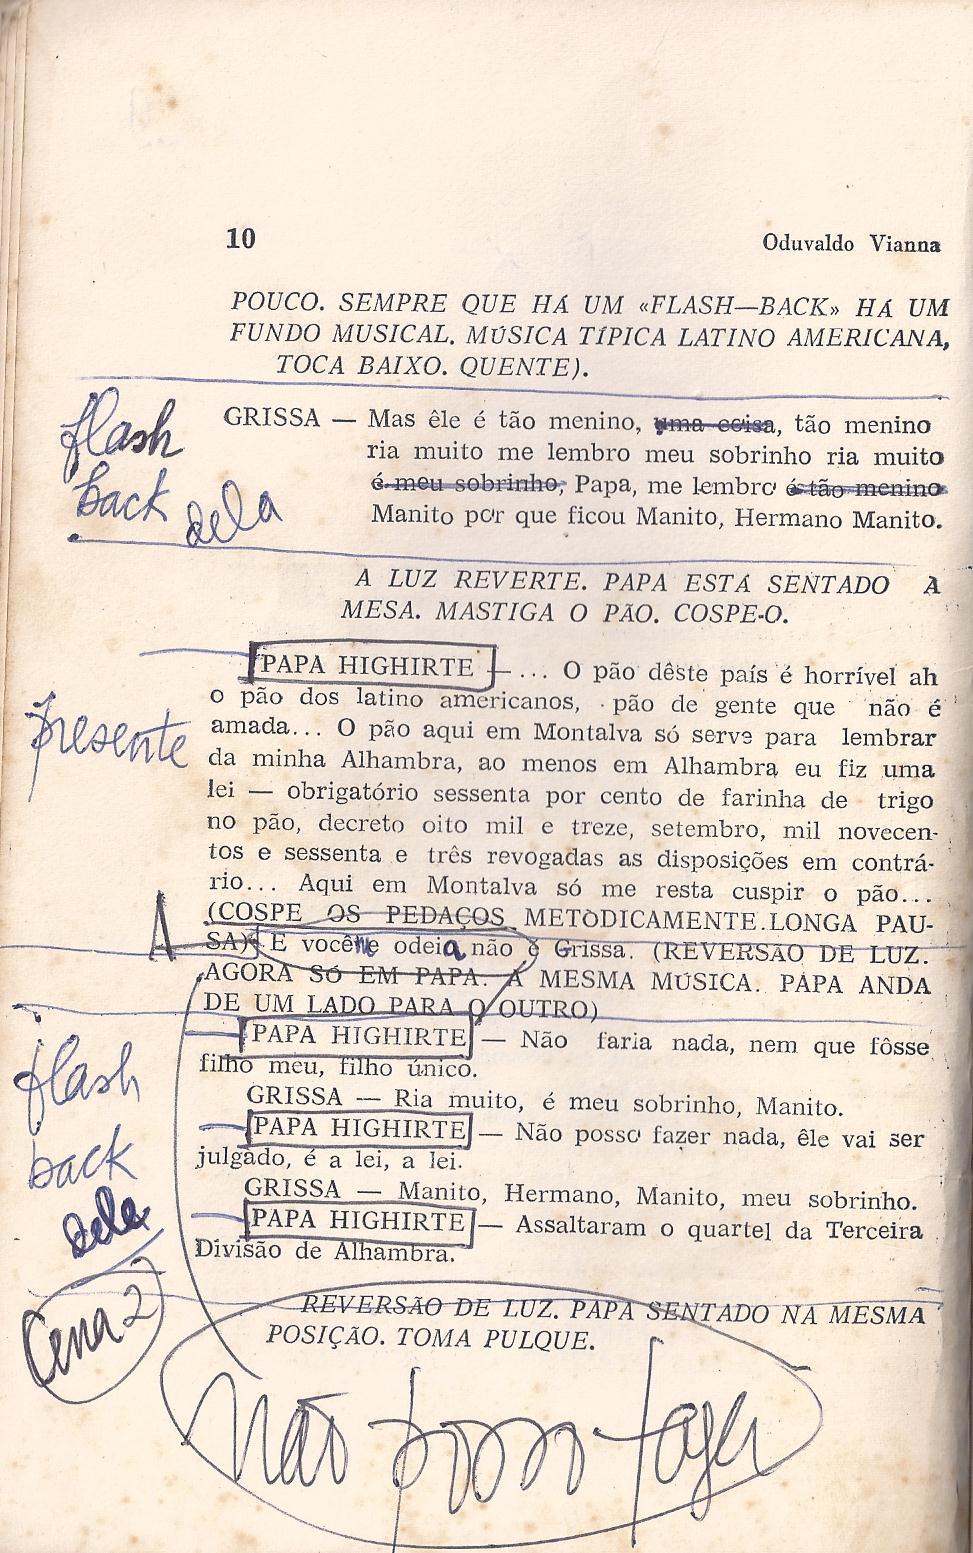 10 Oduvaldo Vianna
POUCO. SEMPRE QUE HÁ UM «FLASH—BACK» HÁ UM
FUNDO MUSICAL. MÚSICA TÍPICA LATINO AMERICANA,
TOCA BAIXO. QUENTE).
flash
back dela
GRISSA — Mas êle é tão menino, uma coisa, tão menino
ria muito me lembro meu sobrinho ria muito
é meu sobrinho, Papa, me lembro é tão menino
Manito por que ficou Manito, Hermano Manito.
A LUZ REVERTE. PAPA ESTÁ SENTADO A
MESA. MASTIGA O PÃO. COSPE-O.
presente
PAPA HIGHIRTE — ... O pão dêste país é horrível ah
o pão dos latino americanos, pão de gente que não é
amada... O pão aqui em Montalva só serve para lembrar
da minha Alhambra, ao menos em Alhambra eu fiz uma
lei — obrigatório sessenta por cento de farinha de trigo
no pão, decreto oito mil e treze, setembro, mil novecen-
tos e sessenta e três revogadas as disposições em contrá-
rio... Aqui em Montalva só me resta cuspir o pão...
(COSPE OS PEDAÇOS METODICAMENTE.LONGA PAU-
A
SA) E você me odeia não é Grissa. (REVERSÃO DE LUZ.
AGORA SÓ EM PAPA. A MESMA MÚSICA. PAPA ANDA
DE UM LADO PARA O OUTRO)
flash
back
dele
PAPA HIGHIRTE — Não faria nada, nem que fôsse
filho meu, filho único.
GRISSA — Ria muito, é meu sobrinho, Manito.
PAPA HIGHIRTE — Não posso fazer nada, êle vai ser
julgado, é a lei, a lei.
GRISSA — Manito, Hermano, Manito, meu sobrinho.
PAPA HIGHIRTE — Assaltaram o quartel da Terceira
Divisão de Alhambra.
Cena 2
REVERSÃO DE LUZ. PAPA SENTADO NA MESMA
POSIÇÃO. TOMA PULQUE.
não posso fazer